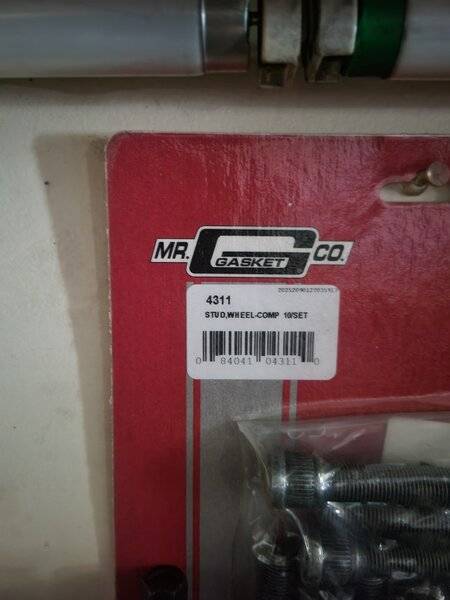 MR. GASKET CO.
4311
STUD,WHEEL-COMP 10/SET
0 84041 04311 0